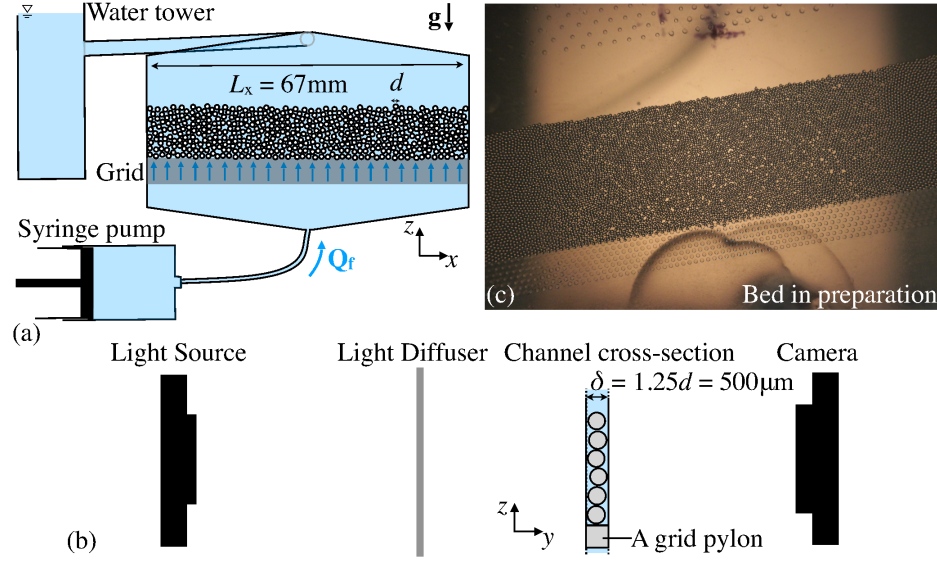 Water tower
g
Lx = 67mm
d
Grid
Syringe pump
Qf
z
x
(a)
(c)
Bed in preparation
Light Source
Light Diffuser
Channel cross-section
Camera
δ = 1.25d = 500μm
z
y
A grid pylon
(b)